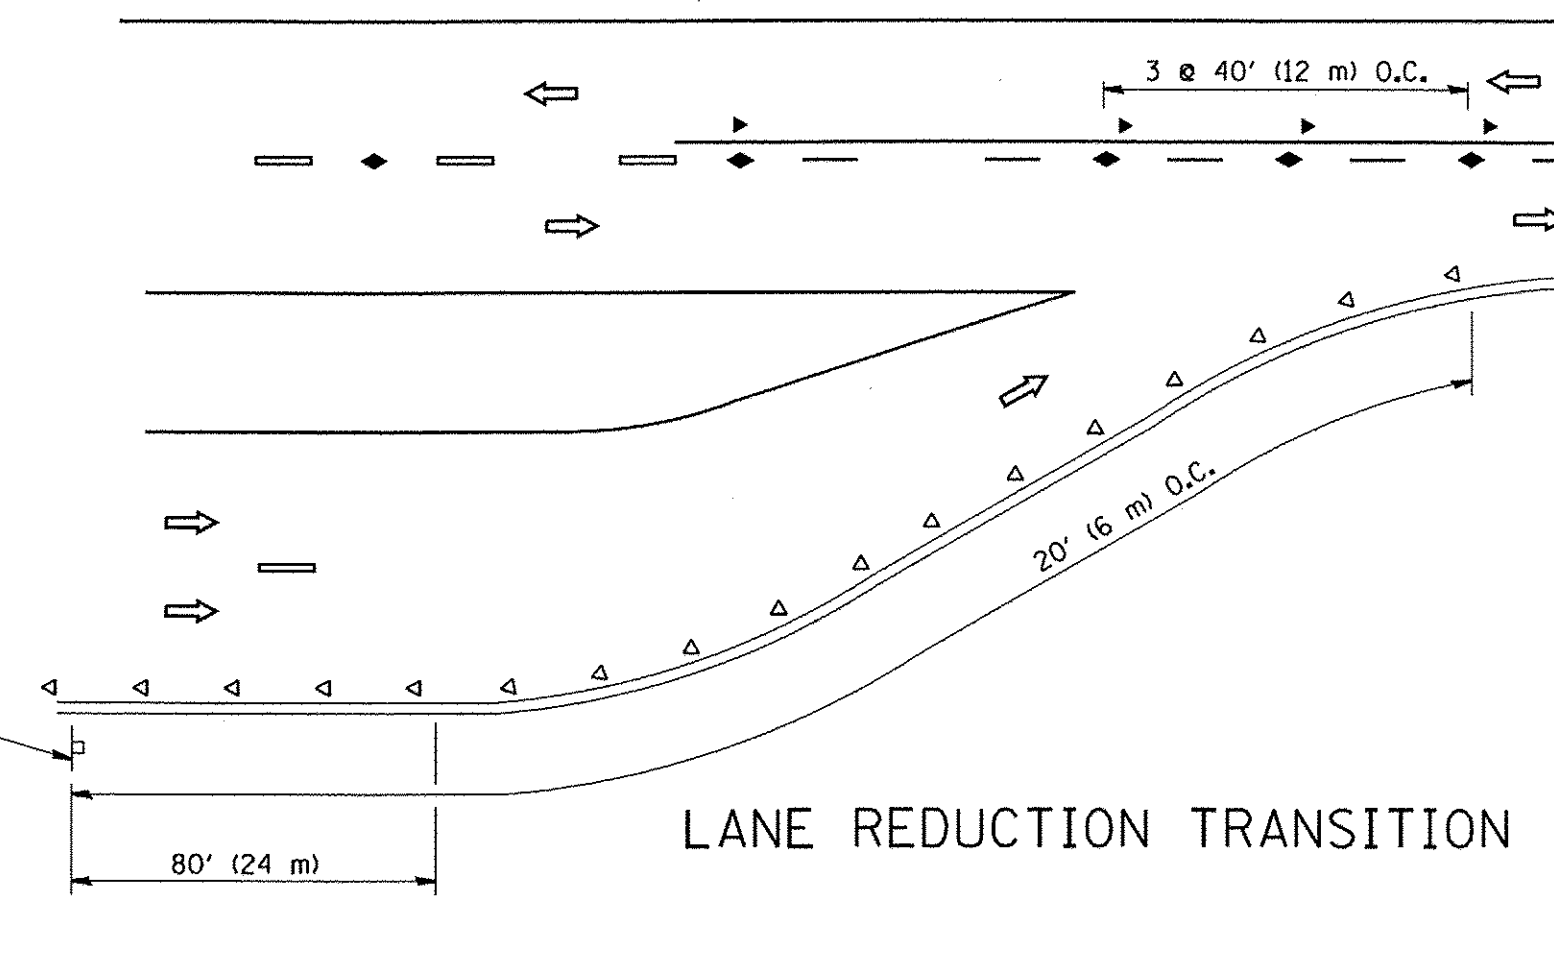 3 @ 40' (12 m) O.C.
20' (6 m) O.C.
LANE REDUCTION TRANSITION
80' (24 m)